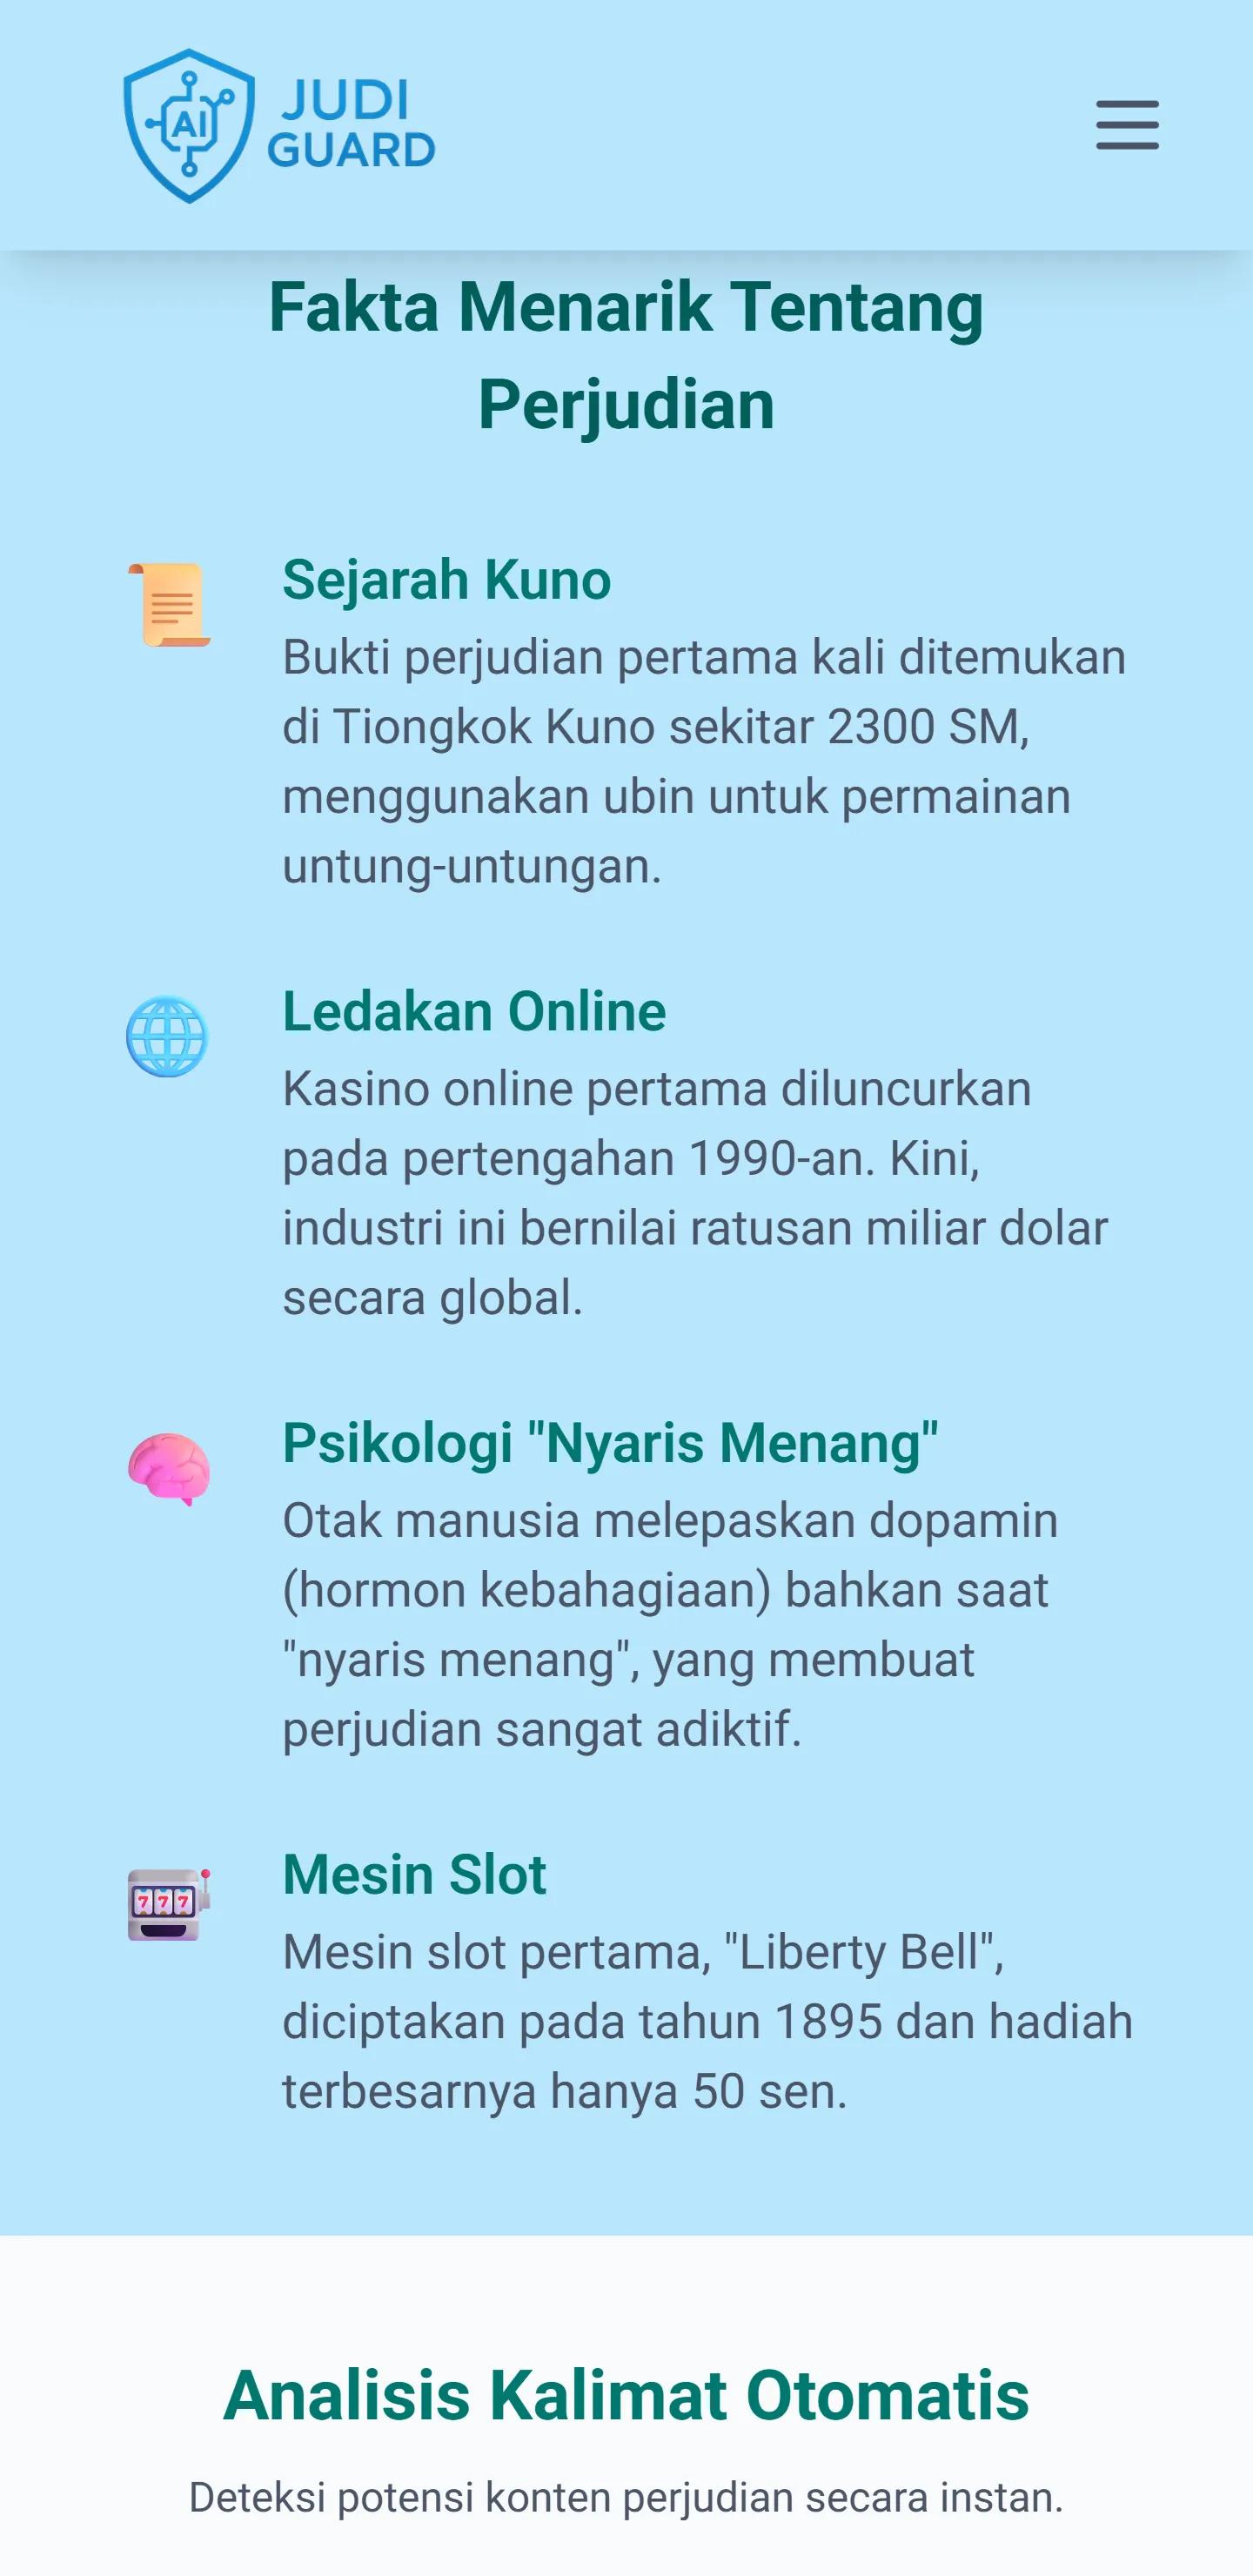 AI
JUDI
GUARD
Fakta Menarik Tentang
Perjudian
Sejarah Kuno
Bukti perjudian pertama kali ditemukan
di Tiongkok Kuno sekitar 2300 SM,
menggunakan ubin untuk permainan
untung-untungan.
Ledakan Online
Kasino online pertama diluncurkan
pada pertengahan 1990-an. Kini,
industri ini bernilai ratusan miliar dolar
secara global.
Psikologi "Nyaris Menang"
Otak manusia melepaskan dopamin
(hormon kebahagiaan) bahkan saat
"nyaris menang", yang membuat
perjudian sangat adiktif.
777
Mesin Slot
Mesin slot pertama, "Liberty Bell",
diciptakan pada tahun 1895 dan hadiah
terbesarnya hanya 50 sen.
Analisis Kalimat Otomatis
Deteksi potensi konten perjudian secara instan.